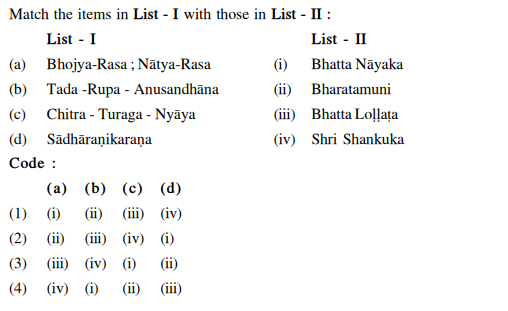 Match the items in List - I with those in List - II :
List - I List - II
(a) Bhojya-Rasa ; Nātya-Rasa (i) Bhatta Nāyaka
(b) Tada -Rupa - Anusandhāna (ii) Bharatamuni
(c) Chitra - Turaga - Nyāya (iii) Bhatta Loḷḷaṭa
(d) Sādhāraṇikaraṇa (iv) Shri Shankuka
Code :
(a) (b) (c) (d)
(1) (i) (ii) (iii) (iv)
(2) (ii) (iii) (iv) (i)
(3) (iii) (iv) (i) (ii)
(4) (iv) (i) (ii) (iii)